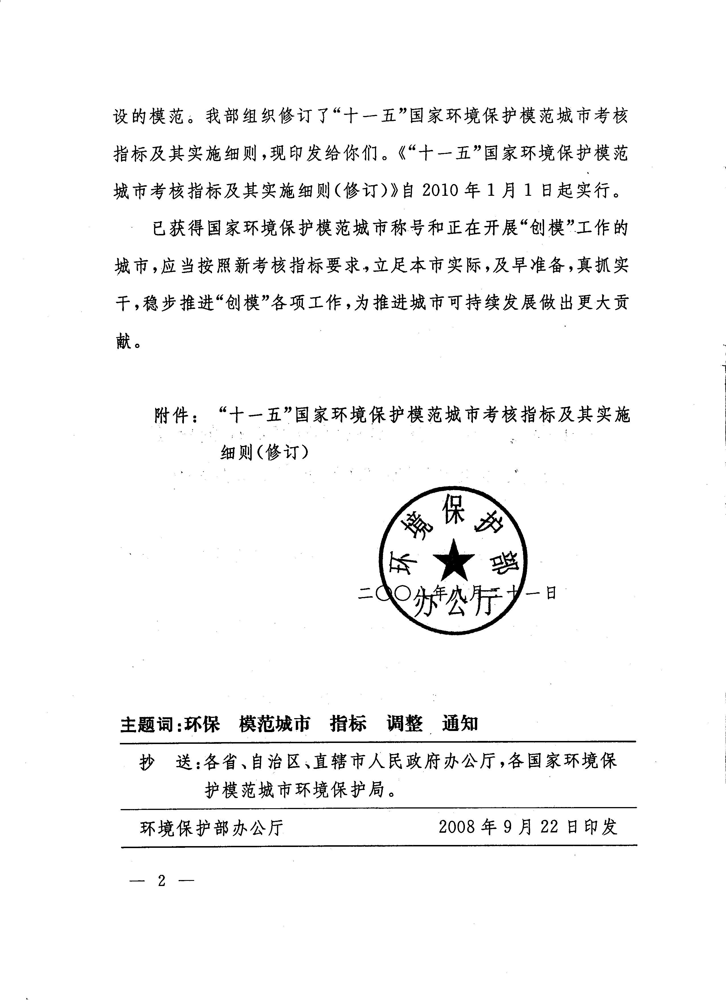 设的模范。我部组织修订了“十一五”国家环境保护模范城市考核
指标及其实施细则,现印发给你们。《“十一五”国家环境保护模范
城市考核指标及其实施细则(修订)》自 2010 年 1 月 1 日起实行。
已获得国家环境保护模范城市称号和正在开展“创模”工作的
城市,应当按照新考核指标要求,立足本市实际,及早准备,真抓实
干,稳步推进“创模”各项工作,为推进城市可持续发展做出更大贡
献。
附件: “十一五”国家环境保护模范城市考核指标及其实施
细则(修订)
环境保护部
办公厅
二〇〇八年九月二十一日
主题词:环保 模范城市 指标 调整 通知
抄 送:各省、自治区、直辖市人民政府办公厅,各国家环境保
护模范城市环境保护局。
环境保护部办公厅 2008 年 9 月 22 日印发
— 2 —